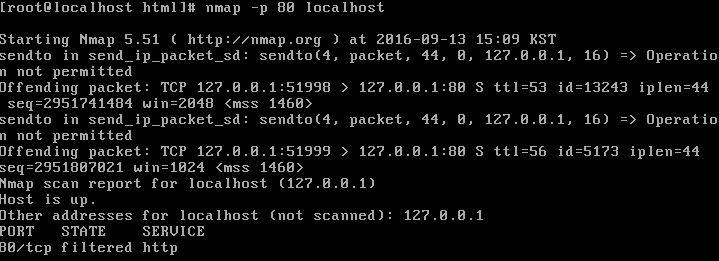 [root@localhost html]# nmap -p 80 localhost
Starting Nmap 5.51 ( http://nmap.org ) at 2016-09-13 15:09 KST
sendto in send_ip_packet_sd: sendto(4, packet, 44, 0, 127.0.0.1, 16) => Operatio
n not permitted
Offending packet: TCP 127.0.0.1:51998 > 127.0.0.1:80 S ttl=53 id=13243 iplen=44
 seq=2951741484 win=2048 <mss 1460>
sendto in send_ip_packet_sd: sendto(4, packet, 44, 0, 127.0.0.1, 16) => Operatio
n not permitted
Offending packet: TCP 127.0.0.1:51999 > 127.0.0.1:80 S ttl=56 id=5173 iplen=44
seq=2951807021 win=1024 <mss 1460>
Nmap scan report for localhost (127.0.0.1)
Host is up.
Other addresses for localhost (not scanned): 127.0.0.1
PORT   STATE    SERVICE
80/tcp filtered http